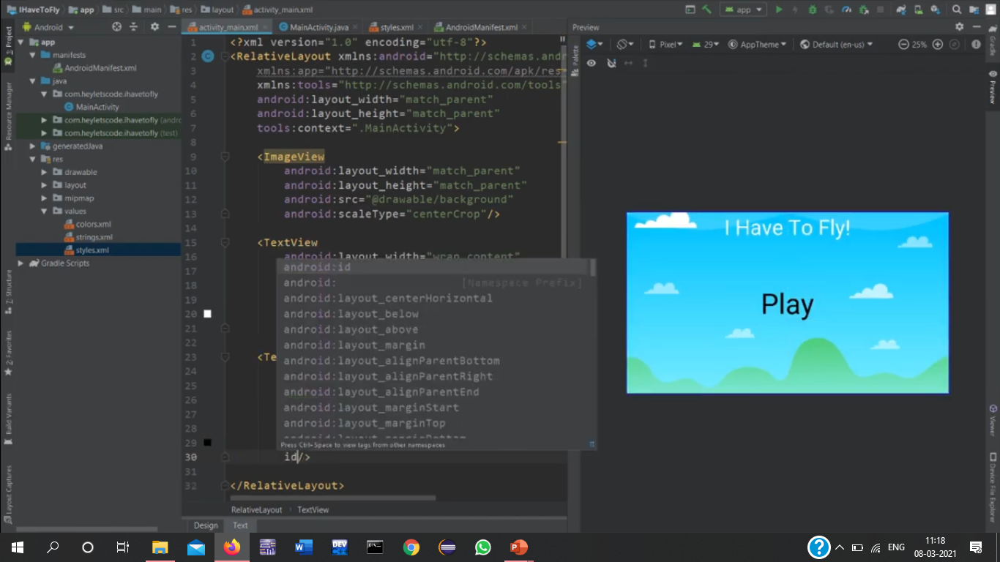 IHaveToFly app src main res layout activity_main.xml
app
Android
activity_main.xml MainActivity.java styles.xml AndroidManifest.xml
Preview
1: Project
Resource Manager
Z: Structure
2: Favorites
Build Variants
Layout Captures
app
manifests
AndroidManifest.xml
java
com.heyletscode.ihavetofly
MainActivity
com.heyletscode.ihavetofly (andro
com.heyletscode.ihavetofly (test)
generatedJava
res
drawable
layout
mipmap
values
colors.xml
strings.xml
styles.xml
Gradle Scripts
1 <?xml version="1.0" encoding="utf-8"?>
2 <RelativeLayout xmlns:android="http://schemas.andr
3 xmlns:app="http://schemas.android.com/apk/res
4 xmlns:tools="http://schemas.android.com/tools"
5 android:layout_width="match_parent"
6 android:layout_height="match_parent"
7 tools:context=".MainActivity">
8
9 <ImageView
10 android:layout_width="match_parent"
11 android:layout_height="match_parent"
12 android:src="@drawable/background"
13 android:scaleType="centerCrop"/>
14
15 <TextView
16 android:layout_width="wrap_content"
17
18
19
20
21
22
23 <Te
24
25
26
27
28
29
30 id/>
31
32 </RelativeLayout>
android:id
android: [Namespace Prefix]
android:layout_centerHorizontal
android:layout_below
android:layout_above
android:layout_margin
android:layout_alignParentBottom
android:layout_alignParentRight
android:layout_alignParentEnd
android:layout_marginStart
android:layout_marginTop
android:layout_marginBottom
Press Ctrl+Space to view tags from other namespaces π
RelativeLayout TextView
Design Text
Palette
Pixel 29 AppTheme Default (en-us) 25%
I Have To Fly!
Play
Gradle
Preview
Viewer
Device File Explorer
W DEV P ? ENG
11:18
08-03-2021